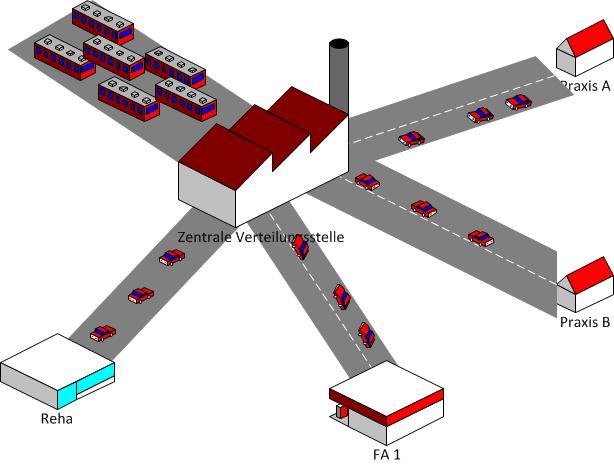 Praxis A
Zentrale Verteilungsstelle
Praxis B
Reha
FA 1